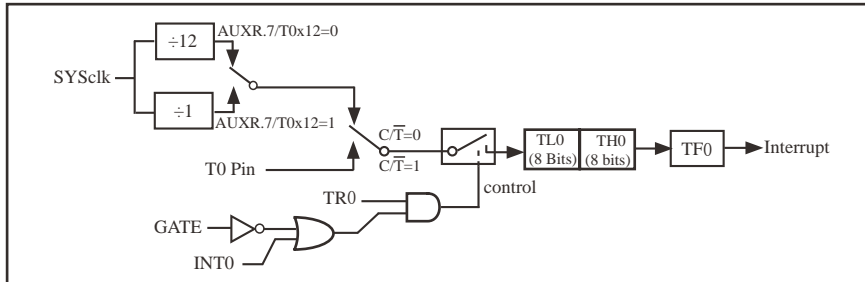 AUXR.7/T0x12=0
÷12
SYSclk
÷1
AUXR.7/T0x12=1
C/T̅=0
C/T̅=1
T0 Pin
TL0
(8 Bits)
TH0
(8 bits)
TF0
Interrupt
control
TR0
GATE
INT0